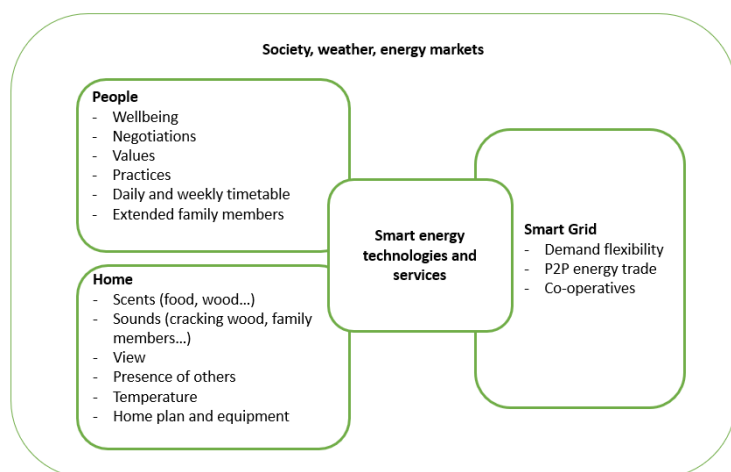 Society, weather, energy markets
People
- Wellbeing
- Negotiations
- Values
- Practices
- Daily and weekly timetable
- Extended family members
Smart energy
technologies and
services
Smart Grid
- Demand flexibility
- P2P energy trade
- Co-operatives
Home
- Scents (food, wood…)
- Sounds (cracking wood, family
members…)
- View
- Presence of others
- Temperature
- Home plan and equipment